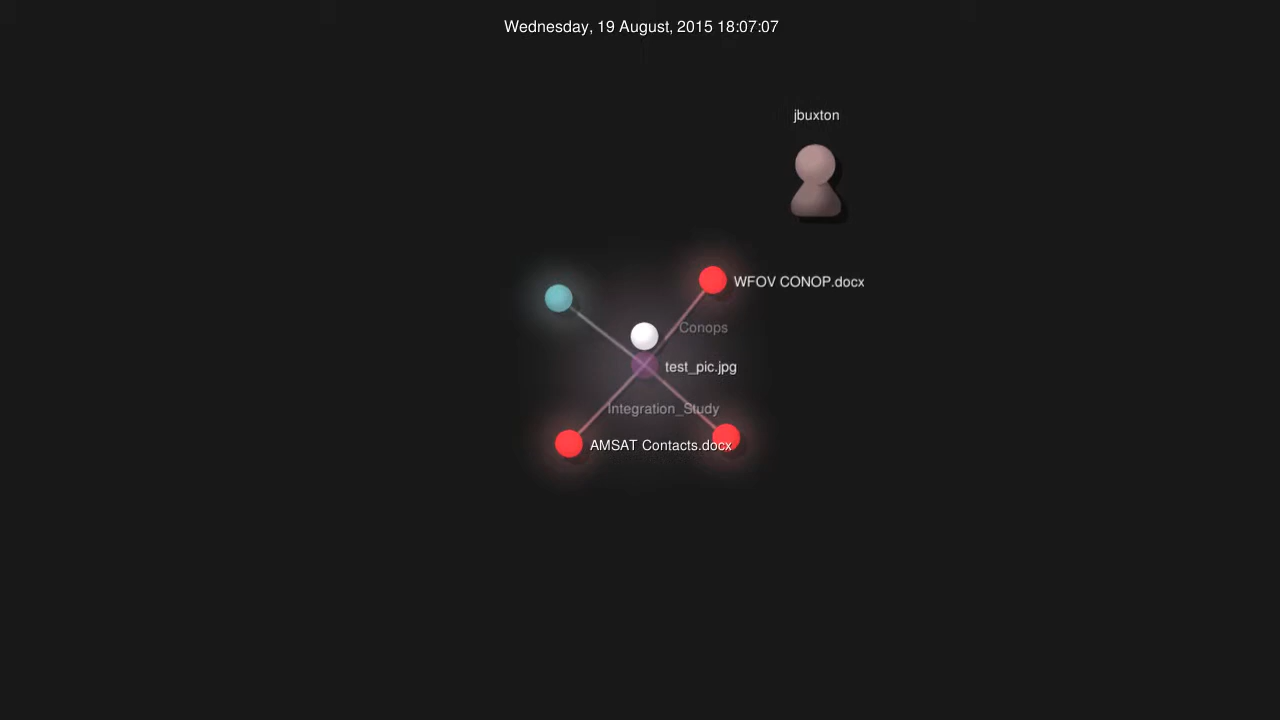 Wednesday, 19 August, 2015 18:07:07
jbuxton
WFOV CONOP.docx
Conops
test_pic.jpg
Integration_Study
AMSAT Contacts.docx